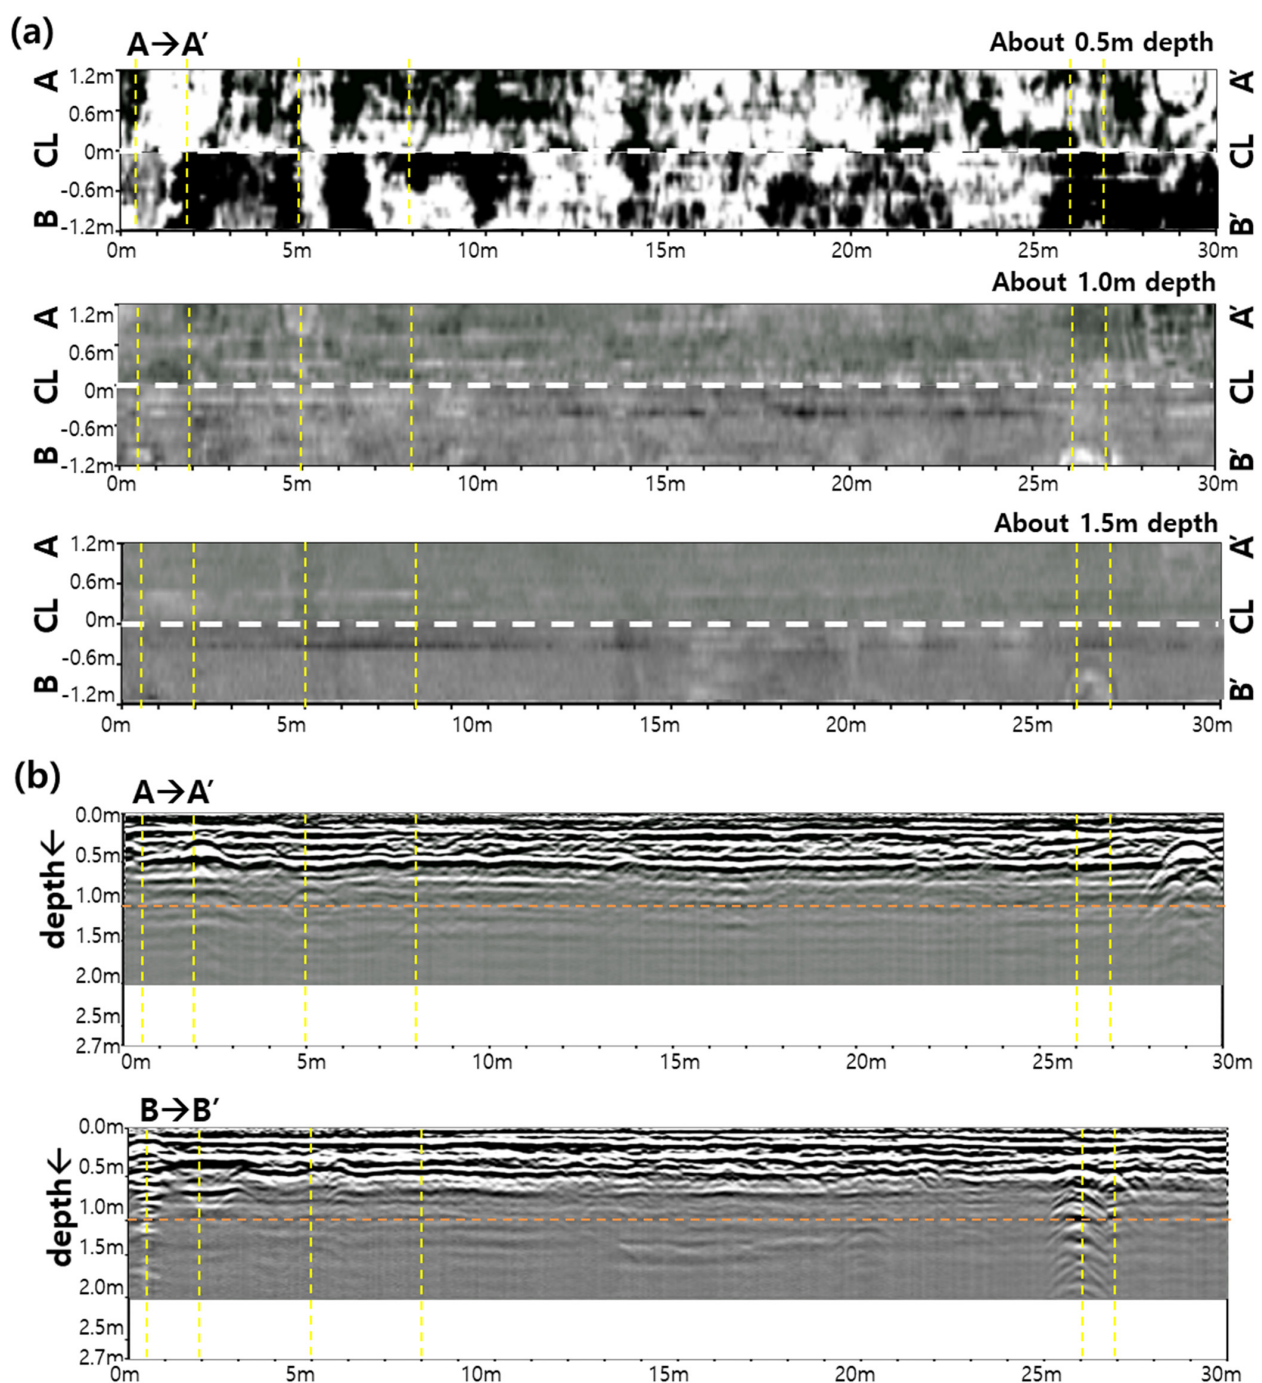 (a)
A→A′
About 0.5m depth
A CL B
1.2m
0.6m
0m
-0.6m
-1.2m
A′ CL B′
0m 5m 10m 15m 20m 25m 30m
About 1.0m depth
A CL B
1.2m
0.6m
0m
-0.6m
-1.2m
A′ CL B′
0m 5m 10m 15m 20m 25m 30m
About 1.5m depth
A CL B
1.2m
0.6m
0m
-0.6m
-1.2m
A′ CL B′
0m 5m 10m 15m 20m 25m 30m
(b)
A→A′
depth←
0.0m
0.5m
1.0m
1.5m
2.0m
2.5m
2.7m
0m 5m 10m 15m 20m 25m 30m
B→B′
depth←
0.0m
0.5m
1.0m
1.5m
2.0m
2.5m
2.7m
0m 5m 10m 15m 20m 25m 30m